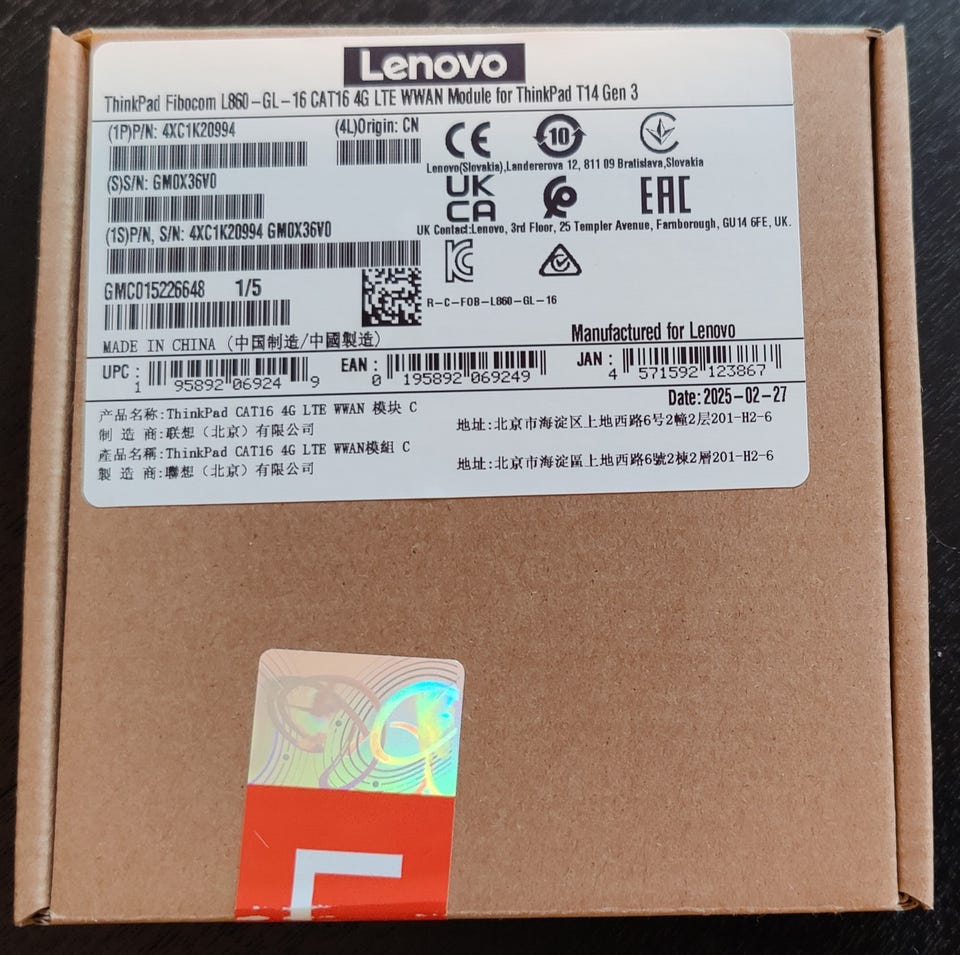 Lenovo
ThinkPad Fibocom L860-GL-16 CAT16 4G LTE WWAN Module for ThinkPad T14 Gen 3
(1P)P/N: 4XC1K20994
(4L)Origin: CN
(S)S/N: GM0X36V0
(1S)P/N, S/N: 4XC1K20994 GM0X36V0
GMC015226648 1/5
MADE IN CHINA (中国制造/中國製造)
CE
10
Lenovo(Slovakia),Landererova 12, 811 09 Bratislava,Slovakia
UK
CA
EAC
UK Contact:Lenovo, 3rd Floor, 25 Templer Avenue, Farnborough, GU14 6FE, UK.
R-C-FOB-L860-GL-16
Manufactured for Lenovo
UPC: 1 95892 06924 9
EAN: 0 195892 069249
JAN: 4 571592 123867
Date: 2025-02-27
产品名称:ThinkPad CAT16 4G LTE WWAN 模块 C
制 造 商:联想（北京）有限公司
地址:北京市海淀区上地西路6号2幢2层201-H2-6
產品名稱:ThinkPad CAT16 4G LTE WWAN模組 C
製 造 商:聯想（北京）有限公司
地址:北京市海淀區上地西路6號2棟2層201-H2-6
L